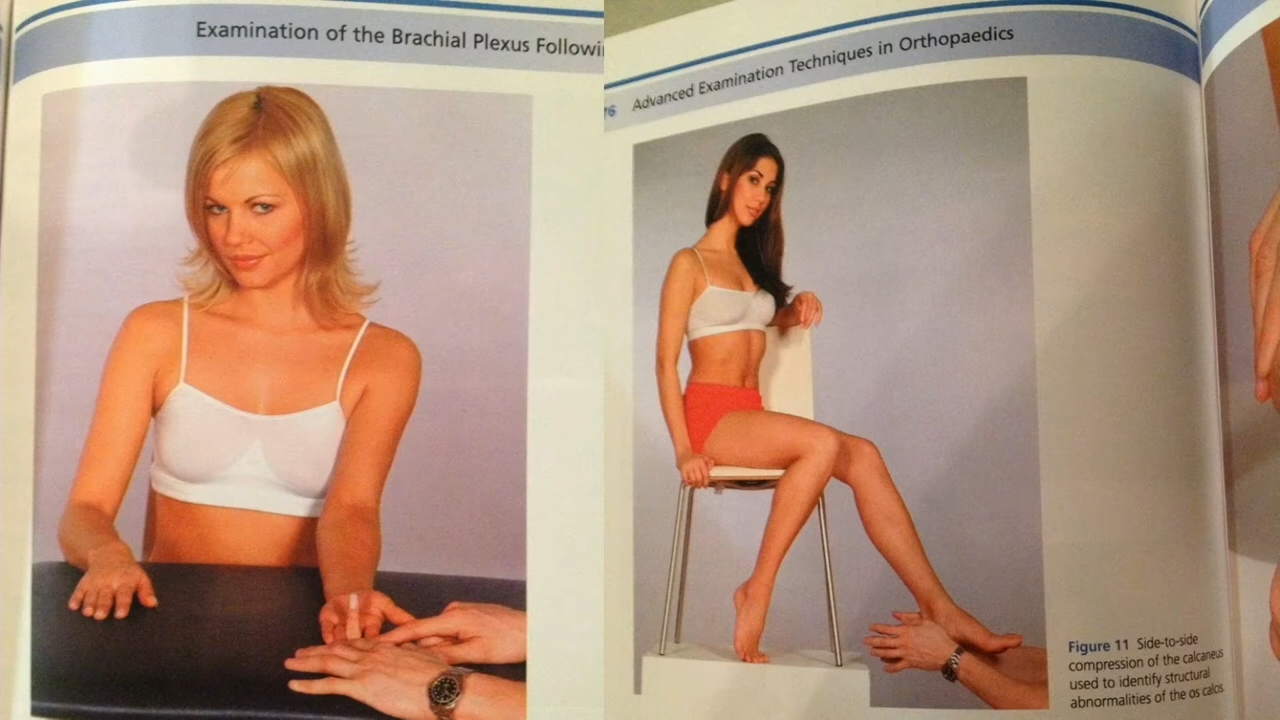 Examination of the Brachial Plexus
Advanced Examination Techniques in Orthopaedics
Figure 11 Side-to-side
compression of the calcaneus
used to identify structural
abnormalities of the os calcis.